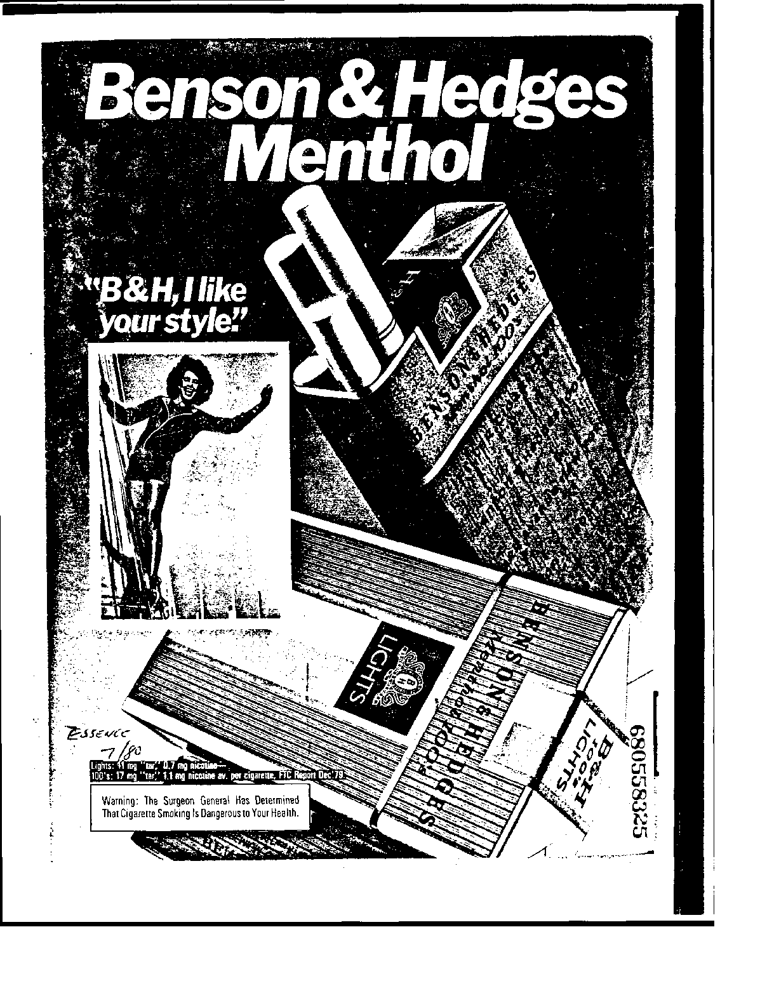 Benson & Hedges
Menthol
"B&H, I like
your style."
BENSON & HEDGES
LIGHTS
BENSON & HEDGES
Menthol 100's
B&H
100's
LIGHTS
ESSENCE
7/80
Lights: 11 mg "tar," 0.7 mg nicotine—
100's: 17 mg "tar," 1.1 mg nicotine av. per cigarette, FTC Report Dec.'79
Warning: The Surgeon General Has Determined
That Cigarette Smoking Is Dangerous to Your Health.
680558325